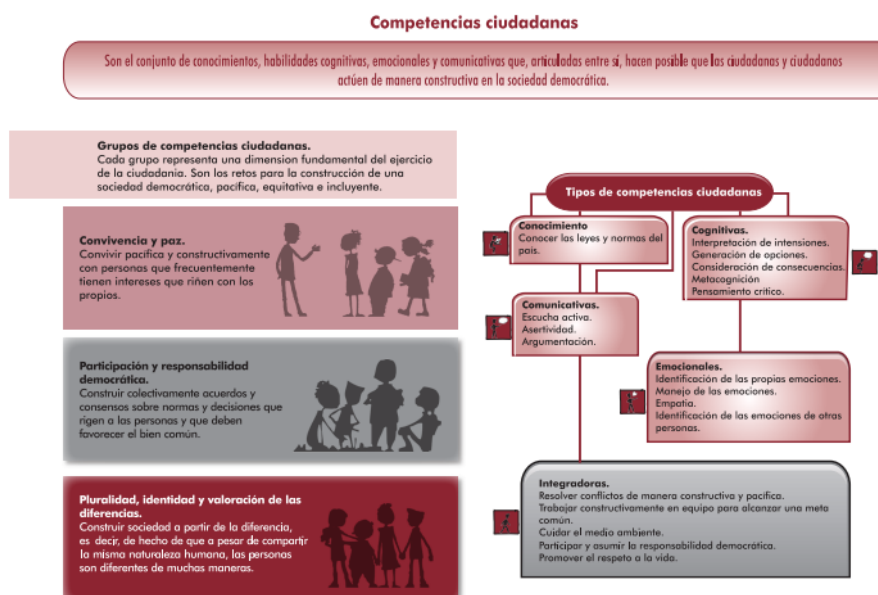 Competencias ciudadanas
Son el conjunto de conocimientos, habilidades cognitivas, emocionales y comunicativas que, articuladas entre sí, hacen posible que las ciudadanas y ciudadanos
actúen de manera constructiva en la sociedad democrática.
Grupos de competencias ciudadanas.
Cada grupo representa una dimension fundamental del ejercicio
de la ciudadania. Son los retos para la construcción de una
sociedad democrática, pacífica, equitativa e incluyente.
Convivencia y paz.
Convivir pacífica y constructivamente
con personas que frecuentemente
tienen intereses que riñen con los
propios.
Participación y responsabilidad
democrática.
Construir colectivamente acuerdos y
consensos sobre normas y decisiones que
rigen a las personas y que deben
favorecer el bien común.
Pluralidad, identidad y valoración de las
diferencias.
Construir sociedad a partir de la diferencia,
es decir, de hecho de que a pesar de compartir
la misma naturaleza humana, las personas
son diferentes de muchas maneras.
Tipos de competencias ciudadanas
Conocimiento
Conocer las leyes y normas del
país.
Cognitivas.
Interpretación de intensiones.
Generación de opciones.
Consideración de consecuencias.
Metacognición
Pensamiento crítico.
Comunicativas.
Escucha activa.
Asertividad.
Argumentación.
Emocionales.
Identificación de las propias emociones.
Manejo de las emociones.
Empatía.
Identificación de las emociones de otras
personas.
Integradoras.
Resolver conflictos de manera constructiva y pacífica.
Trabajar constructivamente en equipo para alcanzar una meta
común.
Cuidar el medio ambiente.
Participar y asumir la responsabilidad democrática.
Promover el respeto a la vida.